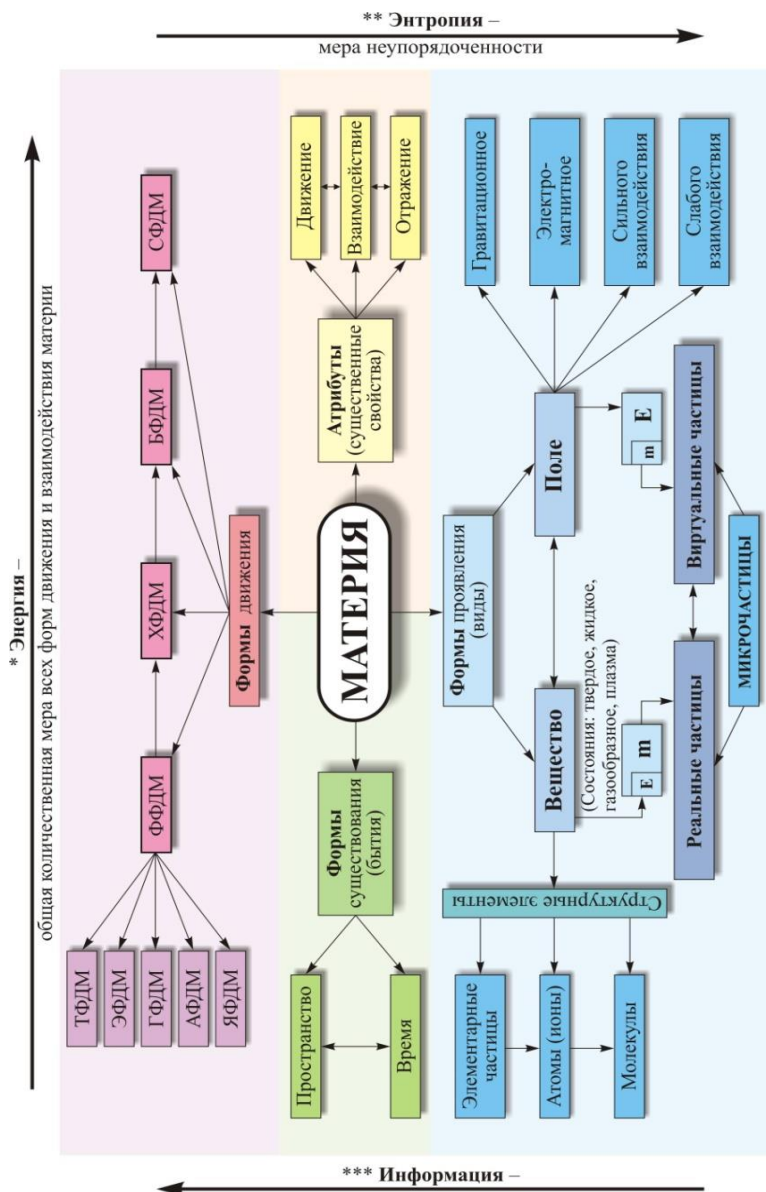 ** Энтропия –
мера неупорядоченности
* Энергия –
общая количественная мера всех форм движения и взаимодействия материи
*** Информация –
СФДМ
БФДМ
ХФДМ
ФФДМ
ТФДМ
ЭФДМ
ГФДМ
АФДМ
ЯФДМ
Формы движения
МАТЕРИЯ
Атрибуты
(существенные
свойства)
Движение
Взаимодействие
Отражение
Формы
существования
(бытия)
Пространство
Время
Формы проявления
(виды)
Поле
Гравитационное
Электро-
магнитное
Сильного
взаимодействия
Слабого
взаимодействия
m
E
Виртуальные частицы
Вещество
(Состояния: твердое, жидкое,
газообразное, плазма)
E
m
Реальные частицы
МИКРОЧАСТИЦЫ
Структурные элементы
Элементарные
частицы
Атомы (ионы)
Молекулы